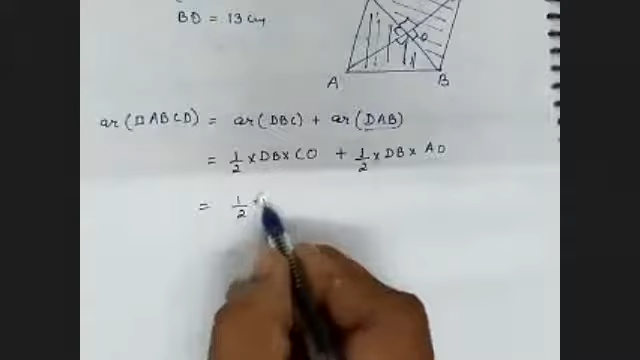 BD = 13 cm
O
A B
ar(□ABCD) = ar(DBC) + ar(DAB)
= 1/2 × DB × CO + 1/2 × DB × AO
= 1/2